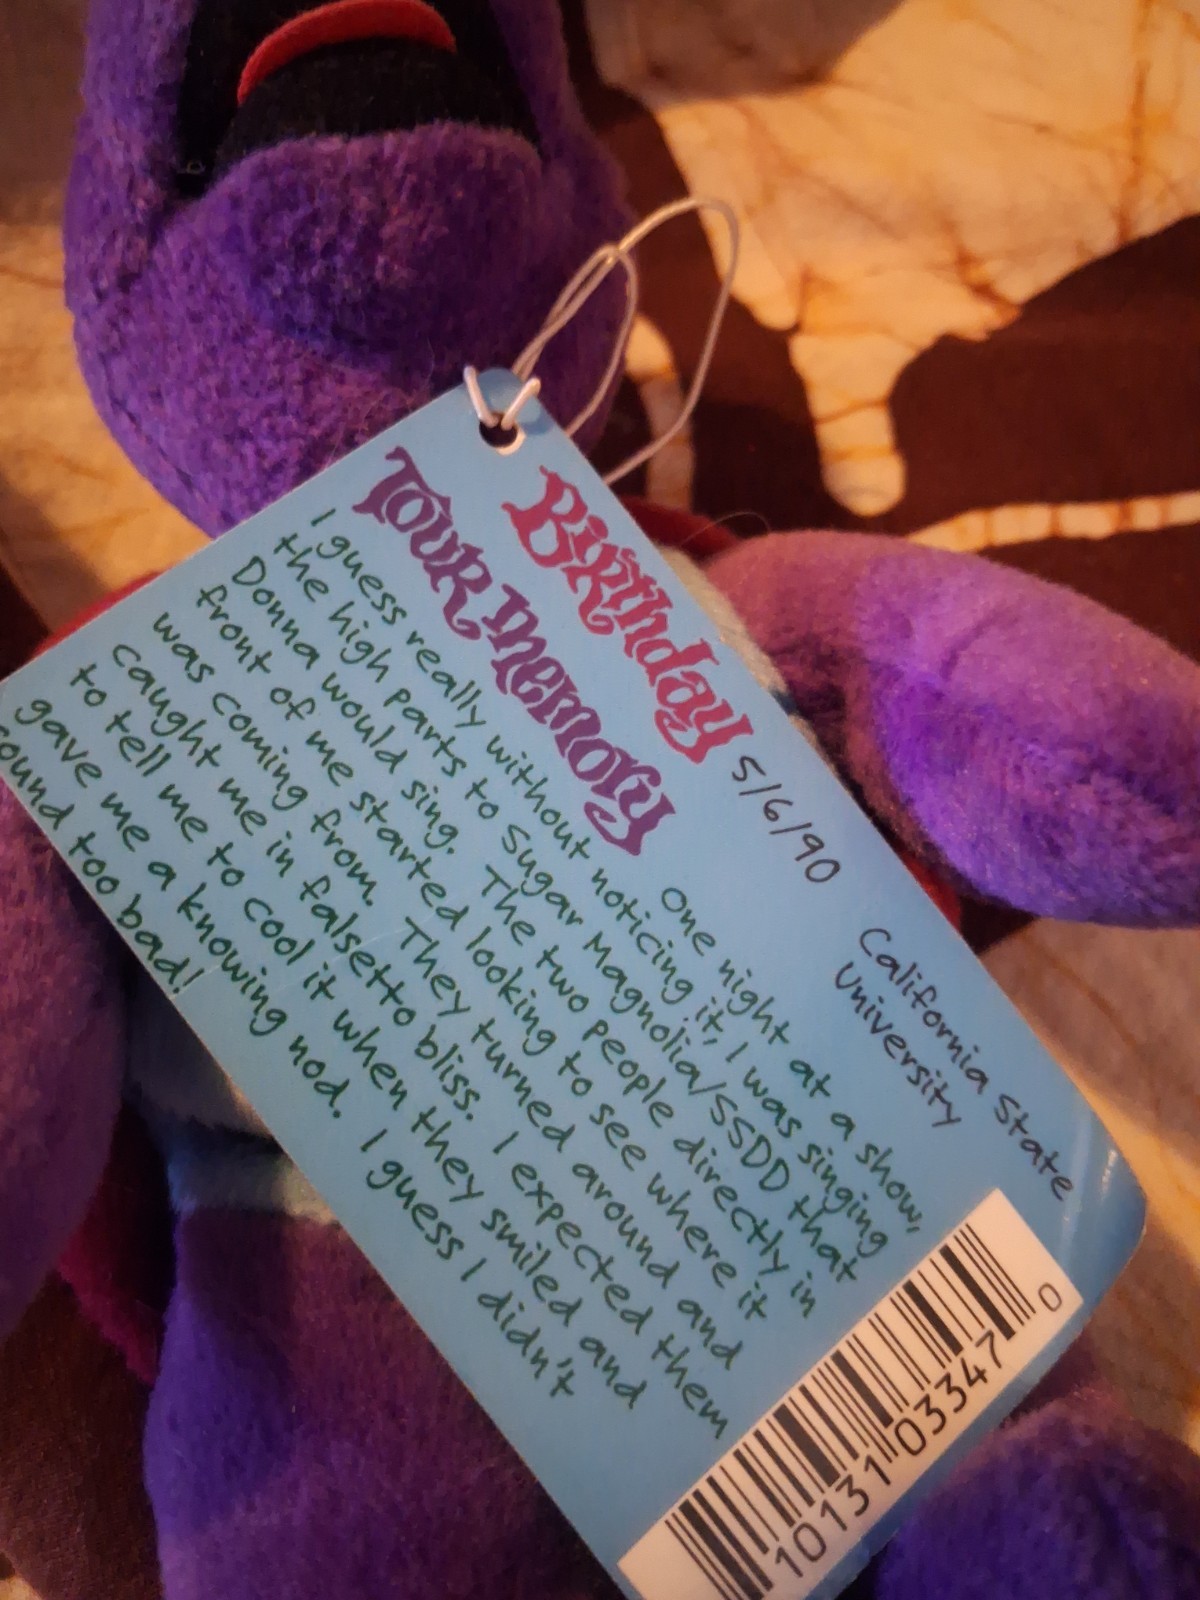 Birthday 5/6/90 California State
University
Tour Memory One night at a show,
I guess really without noticing it, I was singing
the high parts to Sugar Magnolia/SSDD that
Donna would sing. The two people directly in
front of me started looking to see where it
was coming from. They turned around and
caught me in falsetto bliss. I expected them
to tell me to cool it when they smiled and
gave me a knowing nod. I guess I didn't
sound too bad!
10131 03347 0